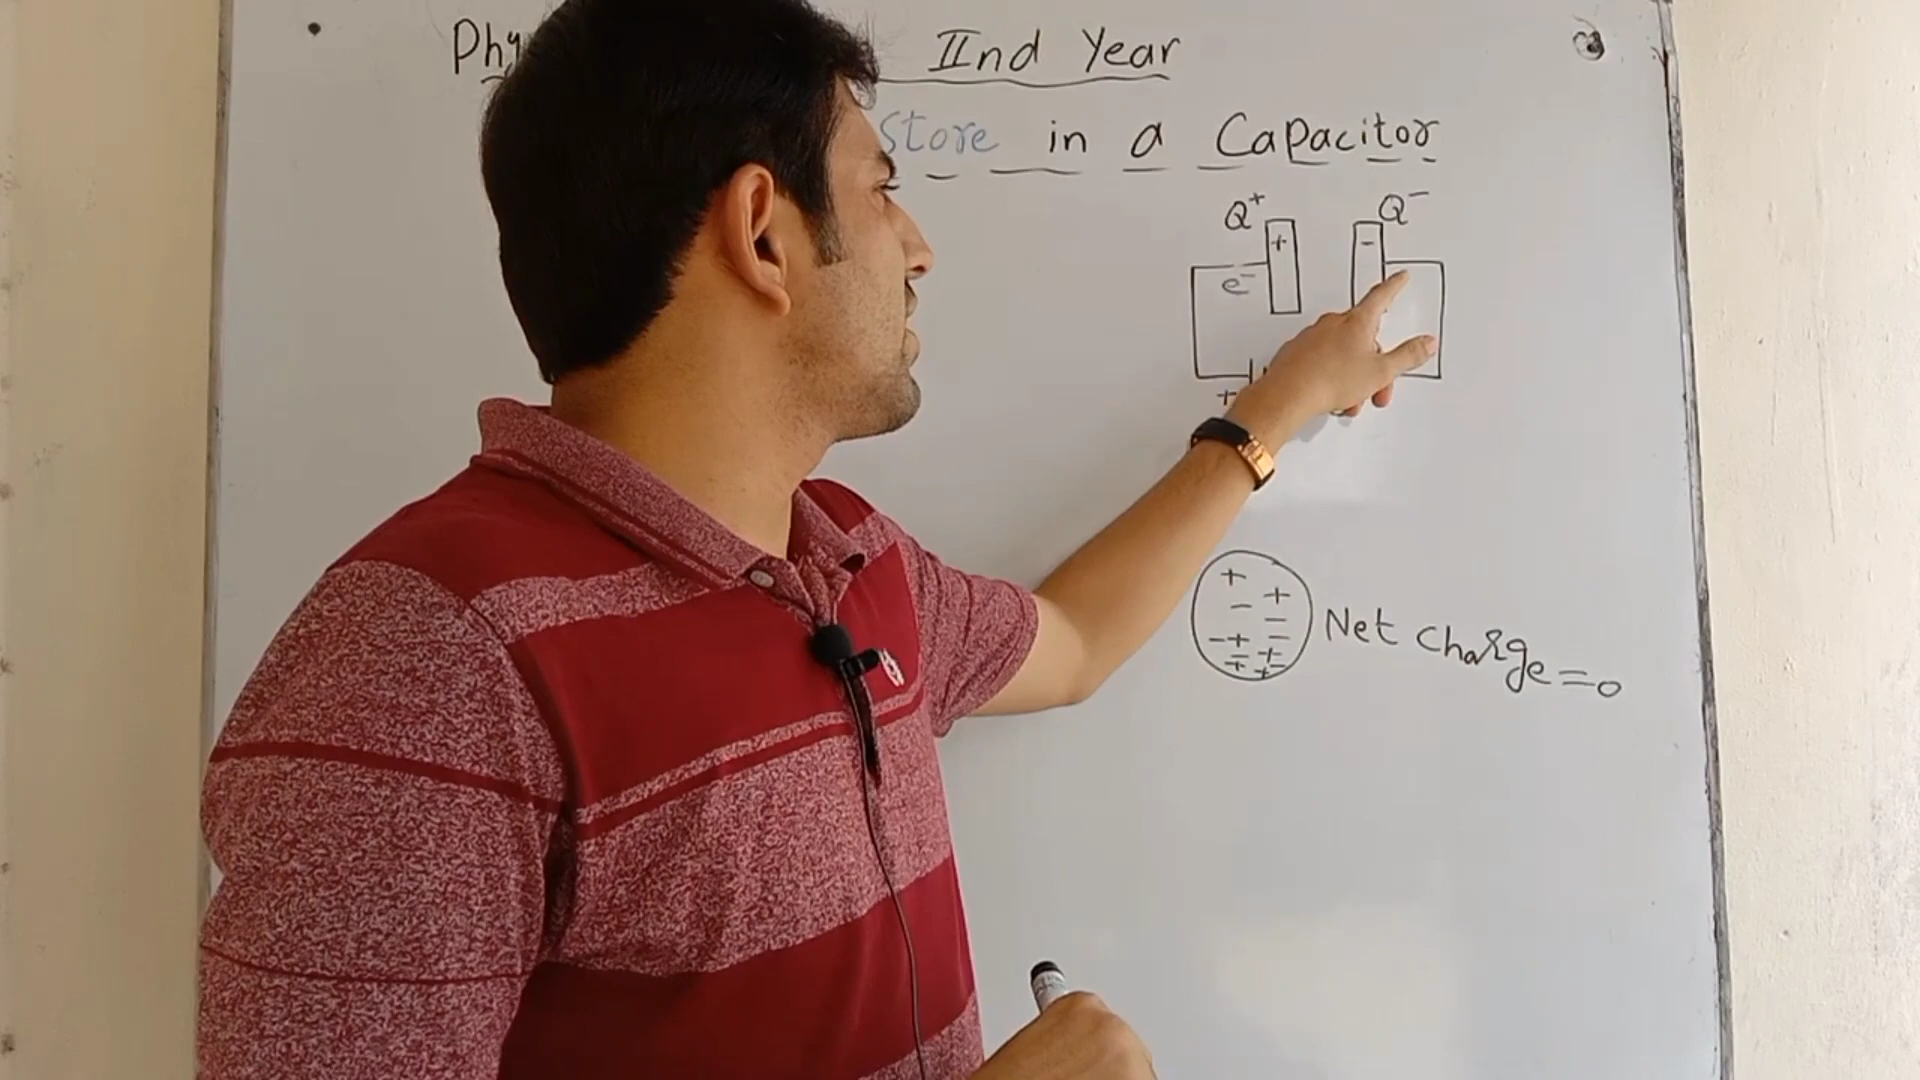 Phy IInd Year
Store in a Capacitor
Q⁺ Q⁻
+ -
e⁻
+
+
+
-
-
-+ -
Net Charge = 0